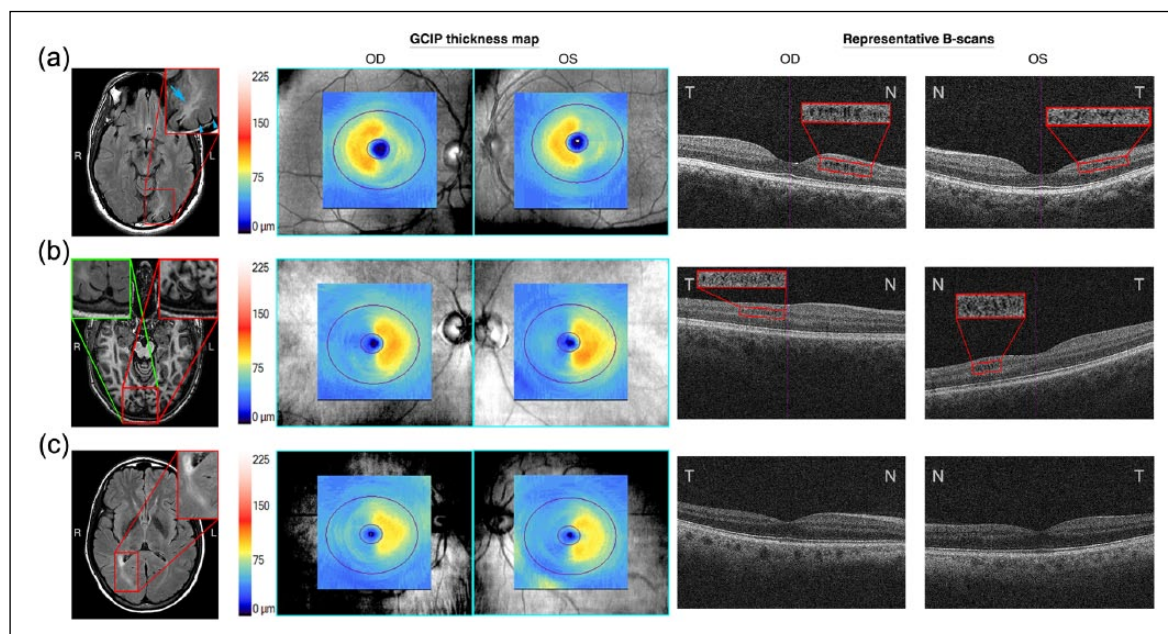 GCIP thickness map
Representative B-scans
OD
OS
OD
OS
(a)
R
L
225
150
75
0 µm
T
N
N
T
(b)
R
L
225
150
75
0 µm
T
N
N
T
(c)
R
L
225
150
75
0 µm
T
N
N
T